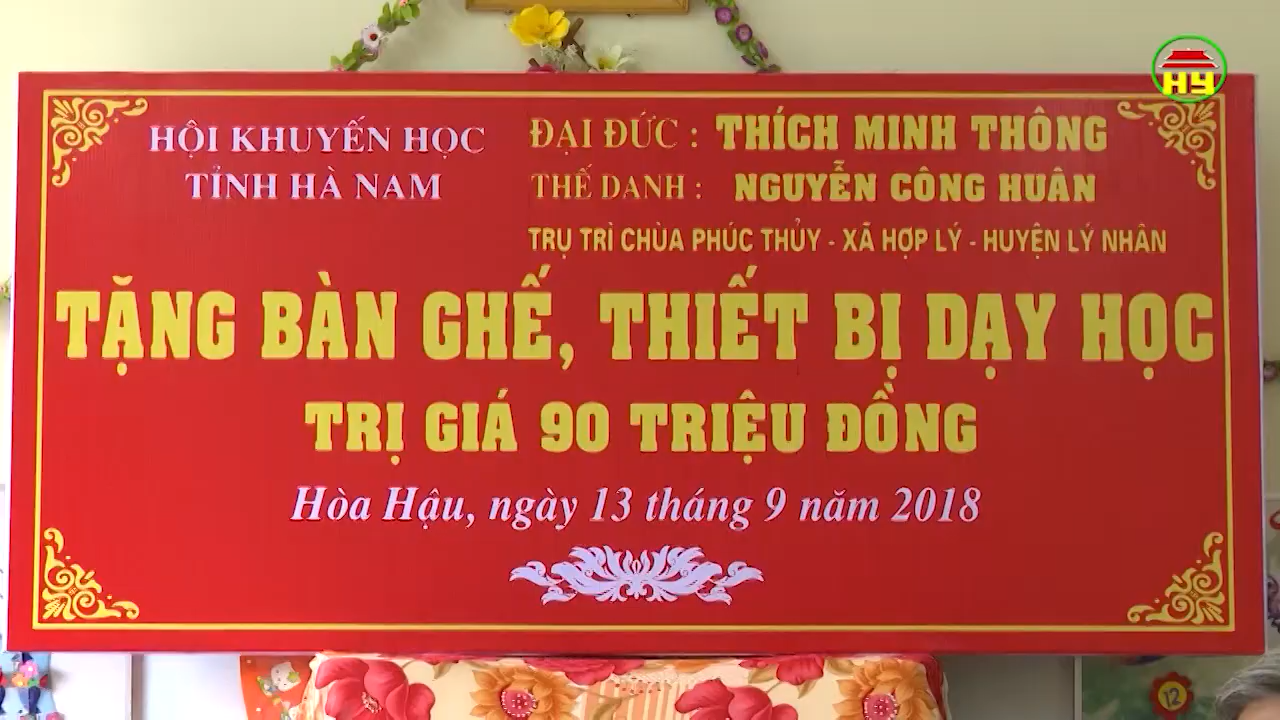 HY
HỘI KHUYẾN HỌC
TỈNH HÀ NAM
ĐẠI ĐỨC : THÍCH MINH THÔNG
THẾ DANH : NGUYỄN CÔNG HUÂN
TRỤ TRÌ CHÙA PHÚC THỦY - XÃ HỢP LÝ - HUYỆN LÝ NHÂN
TẶNG BÀN GHẾ, THIẾT BỊ DẠY HỌC
TRỊ GIÁ 90 TRIỆU ĐỒNG
Hòa Hậu, ngày 13 tháng 9 năm 2018
12